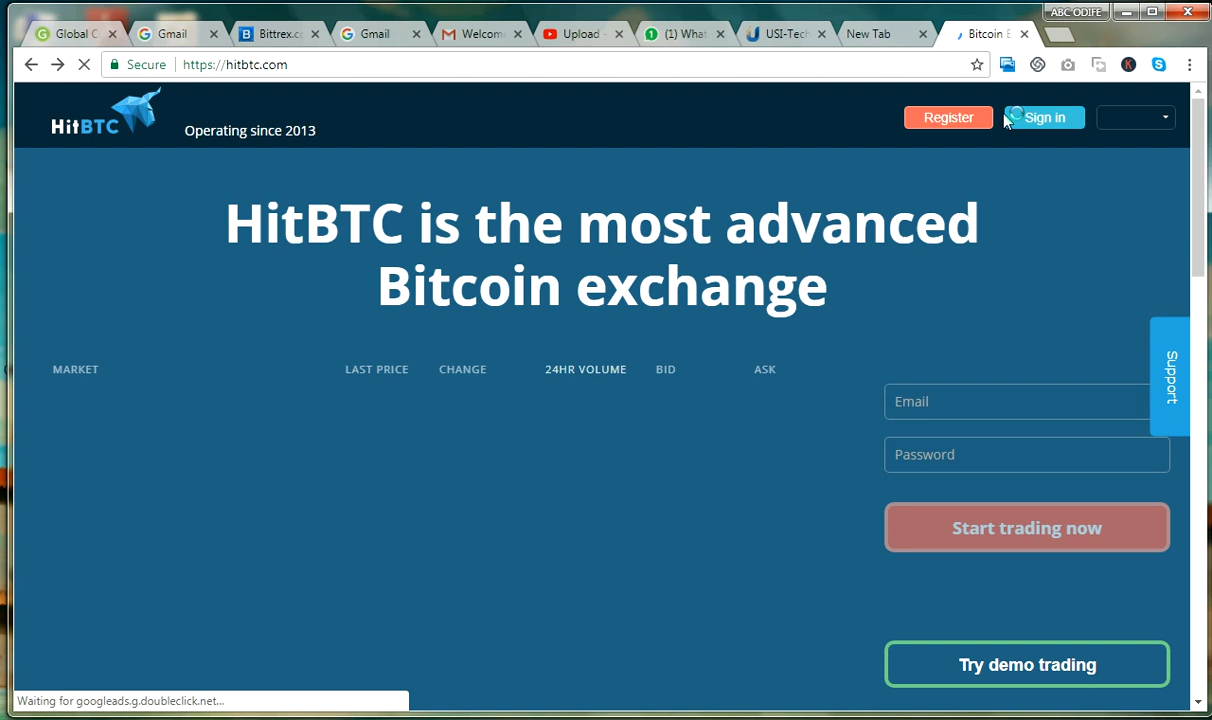 ABC ODIFE
Global C
Gmail
Bittrex.co
Gmail
Welcom
Upload -
(1) What
USI-Tech
New Tab
Bitcoin E
Secure
https://hitbtc.com
HitBTC
Operating since 2013
Register
Sign in
HitBTC is the most advanced
Bitcoin exchange
MARKET
LAST PRICE
CHANGE
24HR VOLUME
BID
ASK
Support
Email
Password
Start trading now
Try demo trading
Waiting for googleads.g.doubleclick.net...